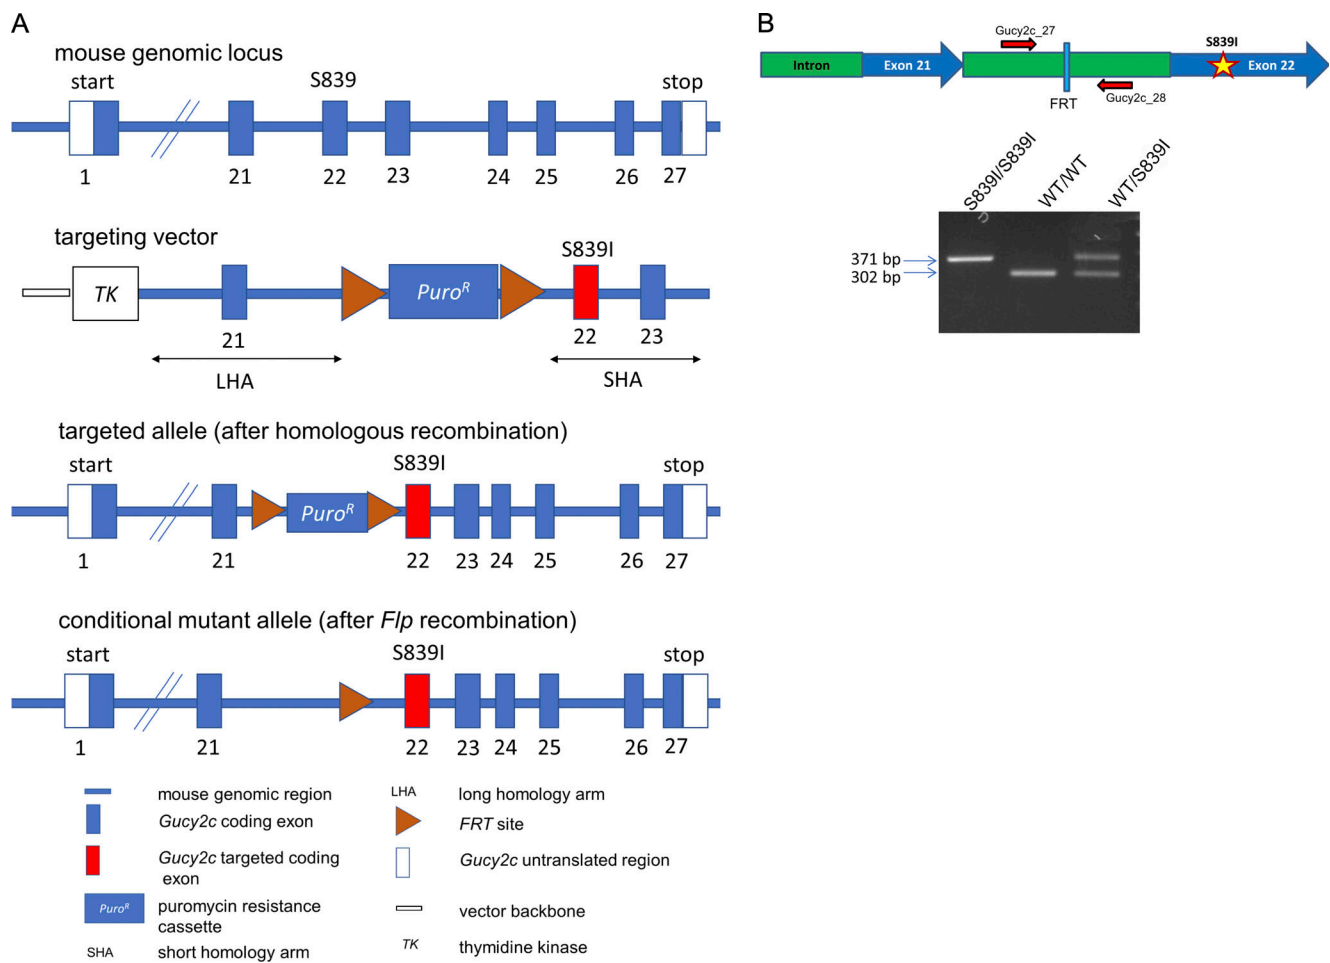 A
mouse genomic locus
start
S839
stop
1
21
22
23
24
25
26
27
targeting vector
S839I
TK
Puro^R
21
22
23
LHA
SHA
targeted allele (after homologous recombination)
start
S839I
stop
Puro^R
1
21
22
23
24
25
26
27
conditional mutant allele (after Flp recombination)
start
S839I
stop
1
21
22
23
24
25
26
27
mouse genomic region
Gucy2c coding exon
Gucy2c targeted coding
exon
Puro^R
puromycin resistance
cassette
SHA
short homology arm
LHA
long homology arm
FRT site
Gucy2c untranslated region
vector backbone
TK
thymidine kinase
B
Gucy2c_27
S839I
Intron
Exon 21
Exon 22
FRT
Gucy2c_28
S839I/S839I
WT/WT
WT/S839I
371 bp
302 bp